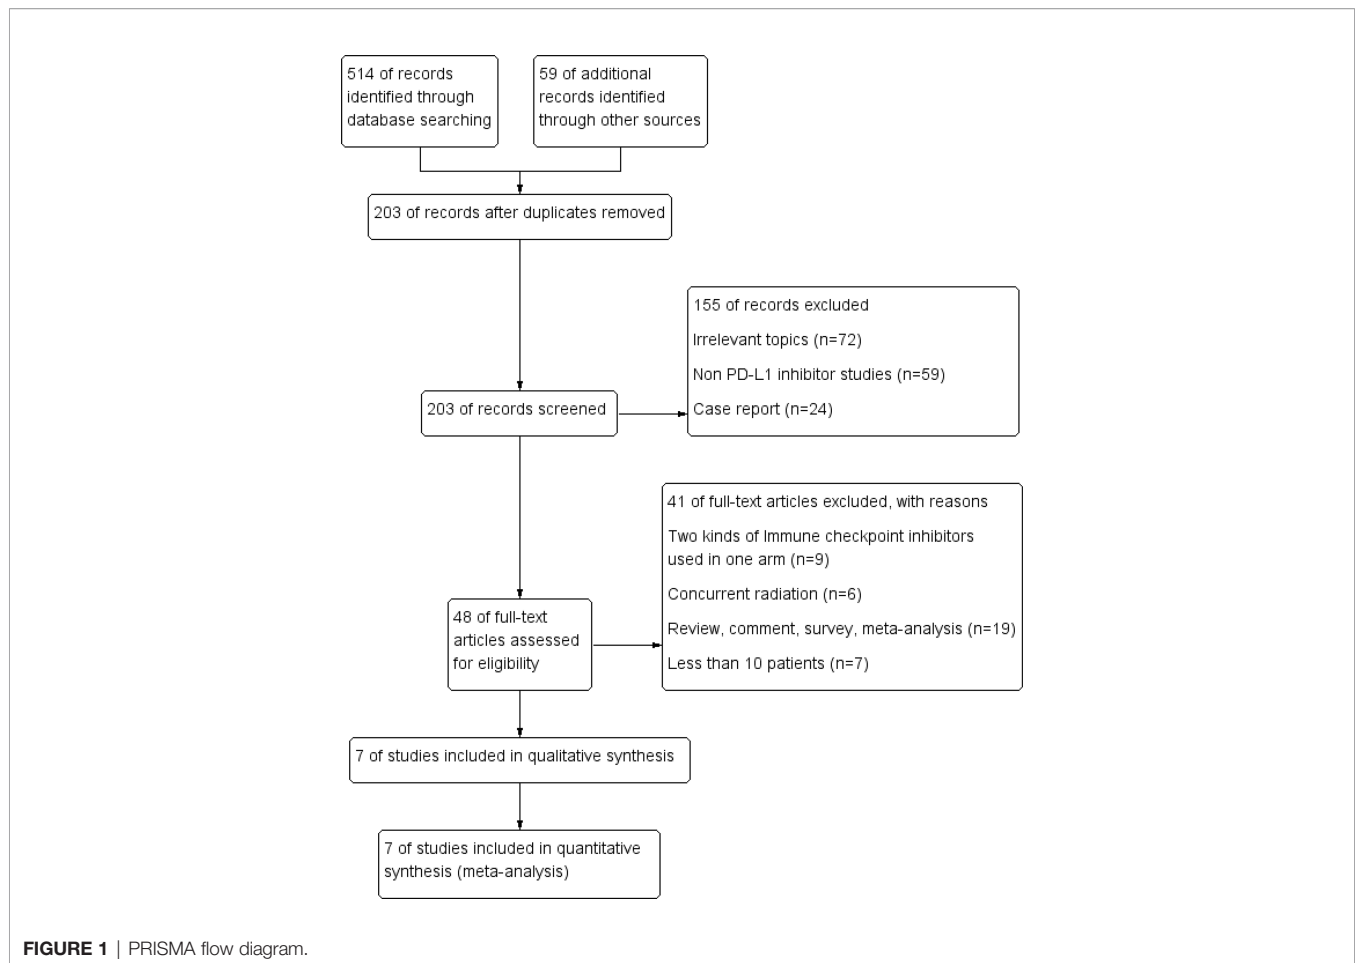 514 of records
identified through
database searching
59 of additional
records identified
through other sources
203 of records after duplicates removed
155 of records excluded
Irrelevant topics (n=72)
Non PD-L1 inhibitor studies (n=59)
Case report (n=24)
203 of records screened
41 of full-text articles excluded, with reasons
Two kinds of Immune checkpoint inhibitors
used in one arm (n=9)
Concurrent radiation (n=6)
Review, comment, survey, meta-analysis (n=19)
Less than 10 patients (n=7)
48 of full-text
articles assessed
for eligibility
7 of studies included in qualitative synthesis
7 of studies included in quantitative
synthesis (meta-analysis)
FIGURE 1 | PRISMA flow diagram.